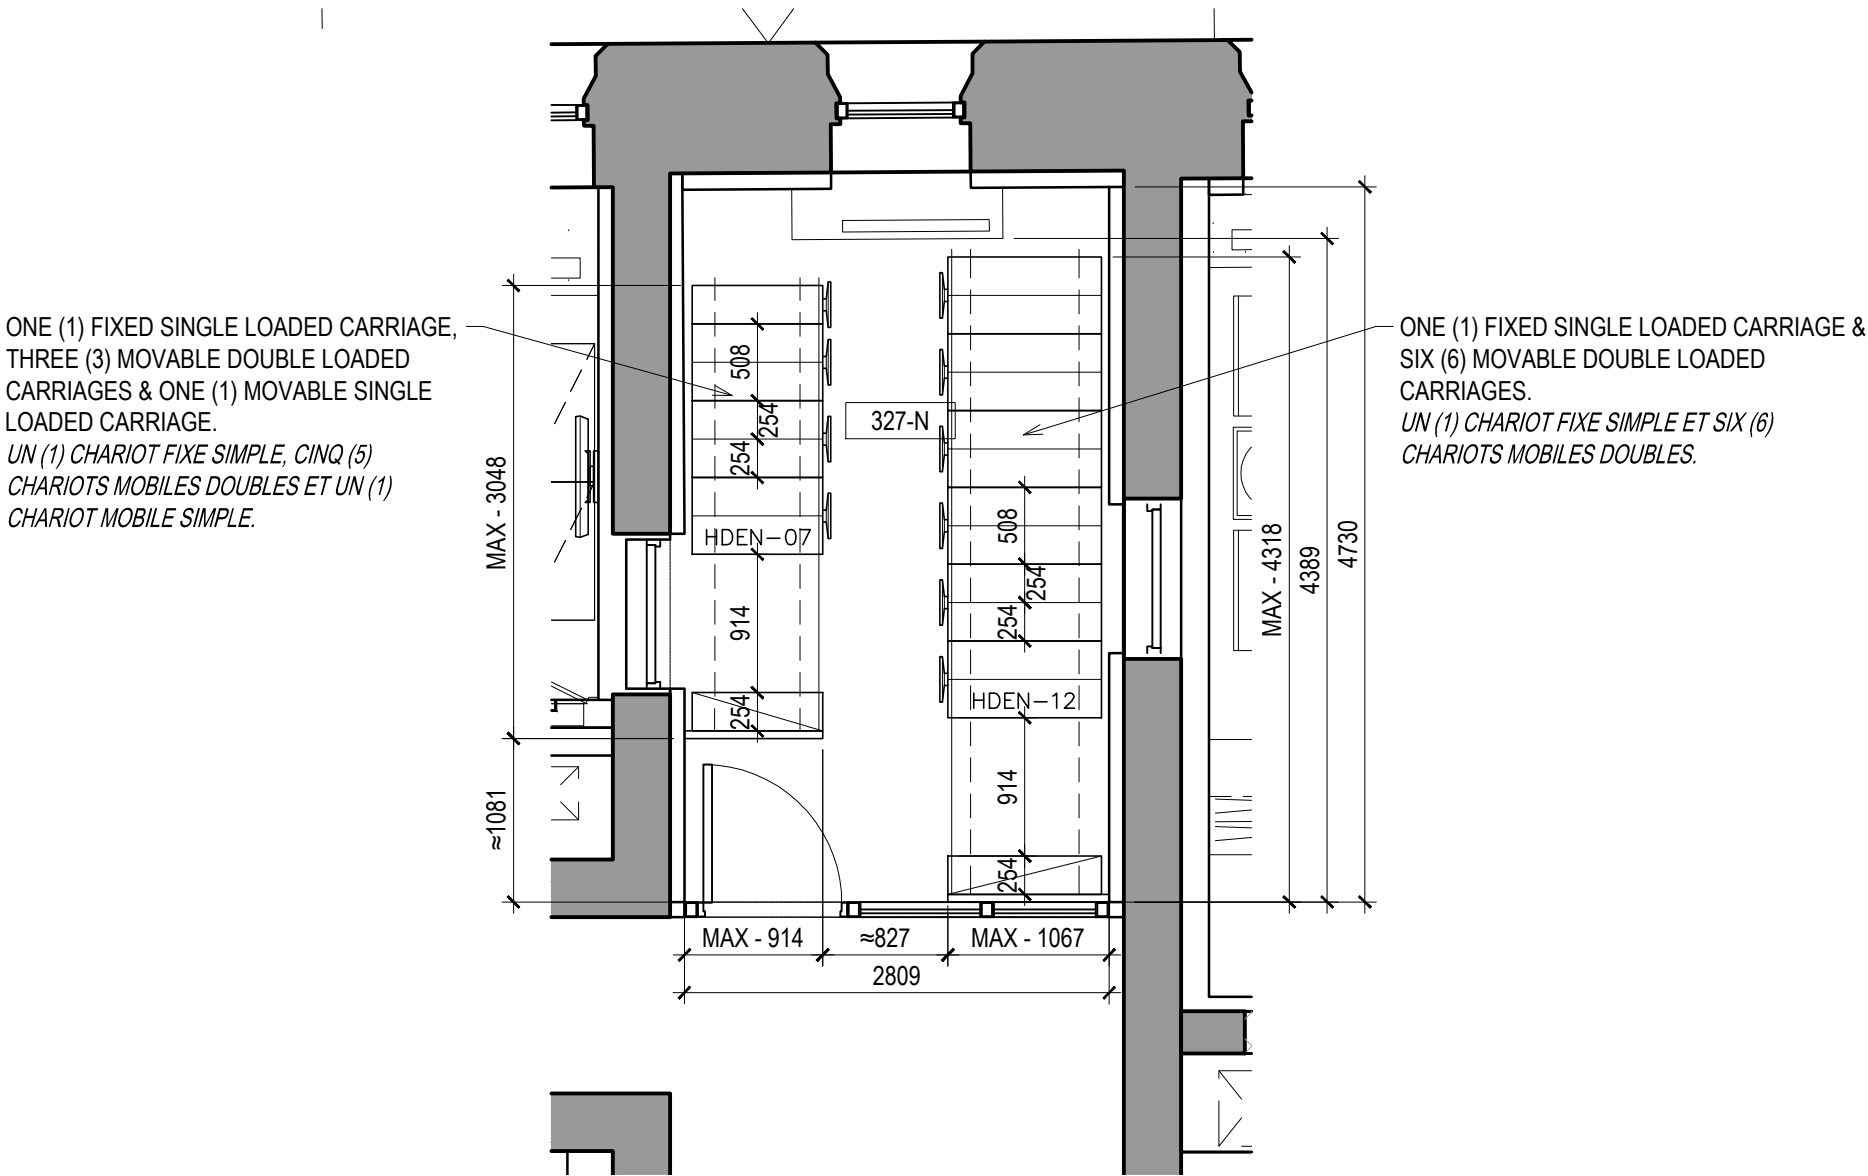 ONE (1) FIXED SINGLE LOADED CARRIAGE,
THREE (3) MOVABLE DOUBLE LOADED
CARRIAGES & ONE (1) MOVABLE SINGLE
LOADED CARRIAGE.
UN (1) CHARIOT FIXE SIMPLE, CINQ (5)
CHARIOTS MOBILES DOUBLES ET UN (1)
CHARIOT MOBILE SIMPLE.
MAX - 3048
≈1081
508
254
254
HDEN-07
914
254
327-N
508
254
254
HDEN-12
914
254
MAX - 4318
4389
4730
ONE (1) FIXED SINGLE LOADED CARRIAGE &
SIX (6) MOVABLE DOUBLE LOADED
CARRIAGES.
UN (1) CHARIOT FIXE SIMPLE ET SIX (6)
CHARIOTS MOBILES DOUBLES.
MAX - 914
≈827
MAX - 1067
2809